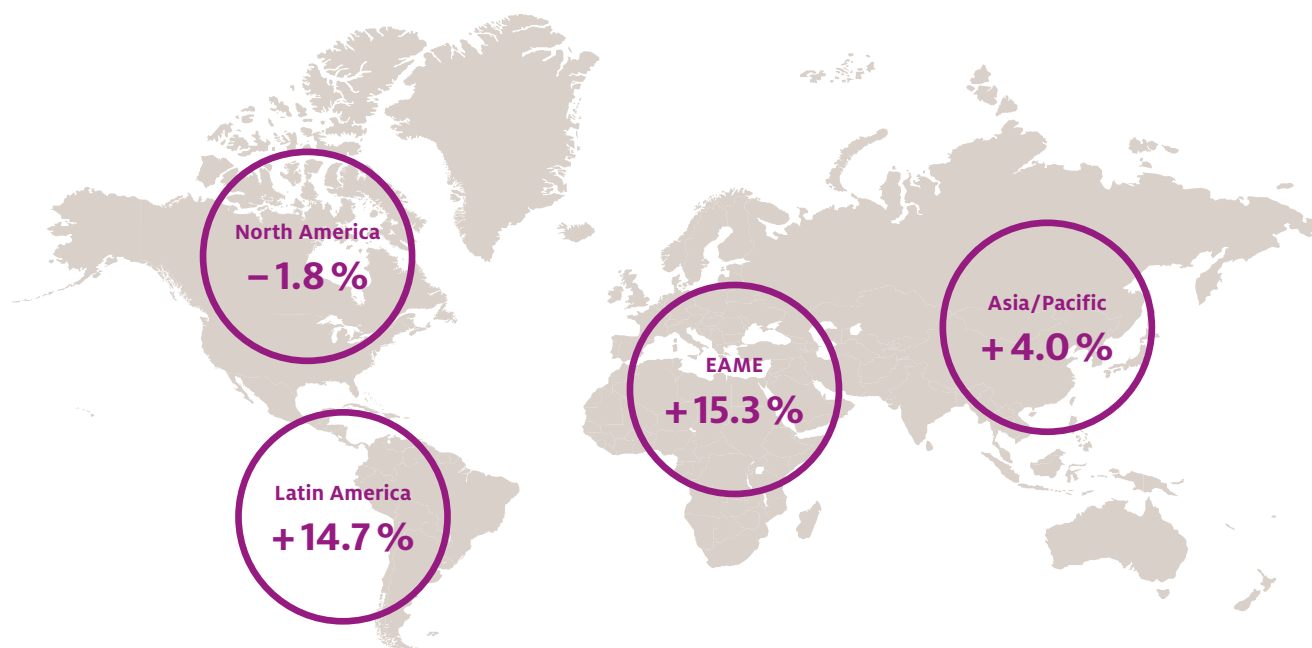 North America
– 1.8 %
Asia/Pacific
+ 4.0 %
EAME
+ 15.3 %
Latin America
+ 14.7 %